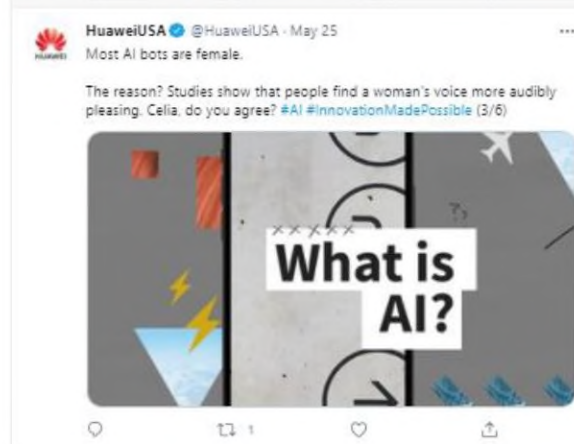 HuaweiUSA @HuaweiUSA · May 25
Most AI bots are female.
The reason? Studies show that people find a woman's voice more audibly
pleasing. Celia, do you agree? #AI #InnovationMadePossible (3/6)
HUAWEI
What is
AI?
1